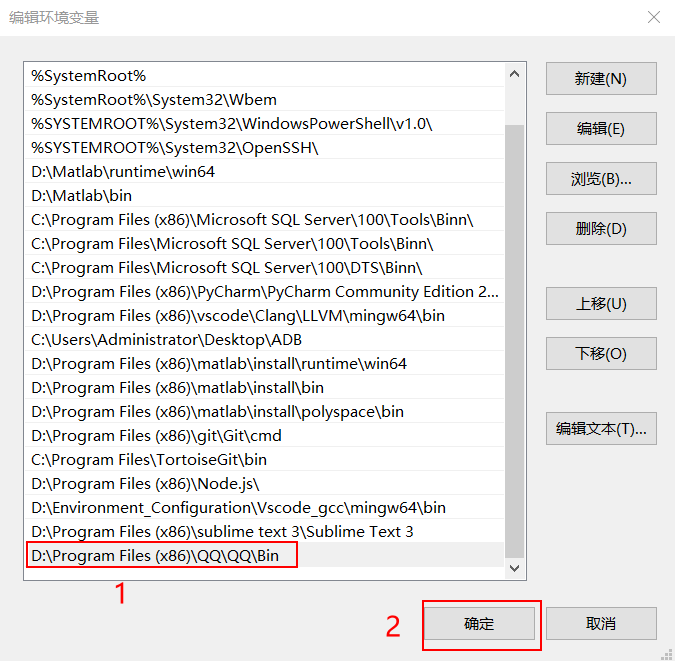 编辑环境变量
%SystemRoot%
%SystemRoot%\System32\Wbem
%SYSTEMROOT%\System32\WindowsPowerShell\v1.0\
%SYSTEMROOT%\System32\OpenSSH\
D:\Matlab\runtime\win64
D:\Matlab\bin
C:\Program Files (x86)\Microsoft SQL Server\100\Tools\Binn\
C:\Program Files\Microsoft SQL Server\100\Tools\Binn\
C:\Program Files\Microsoft SQL Server\100\DTS\Binn\
D:\Program Files (x86)\PyCharm\PyCharm Community Edition 2...
D:\Program Files (x86)\vscode\Clang\LLVM\mingw64\bin
C:\Users\Administrator\Desktop\ADB
D:\Program Files (x86)\matlab\install\runtime\win64
D:\Program Files (x86)\matlab\install\bin
D:\Program Files (x86)\matlab\install\polyspace\bin
D:\Program Files (x86)\git\Git\cmd
C:\Program Files\TortoiseGit\bin
D:\Program Files (x86)\Node.js\
D:\Environment_Configuration\Vscode_gcc\mingw64\bin
D:\Program Files (x86)\sublime text 3\Sublime Text 3
D:\Program Files (x86)\QQ\QQ\Bin
新建(N)
编辑(E)
浏览(B)...
删除(D)
上移(U)
下移(O)
编辑文本(T)...
1
2
确定
取消